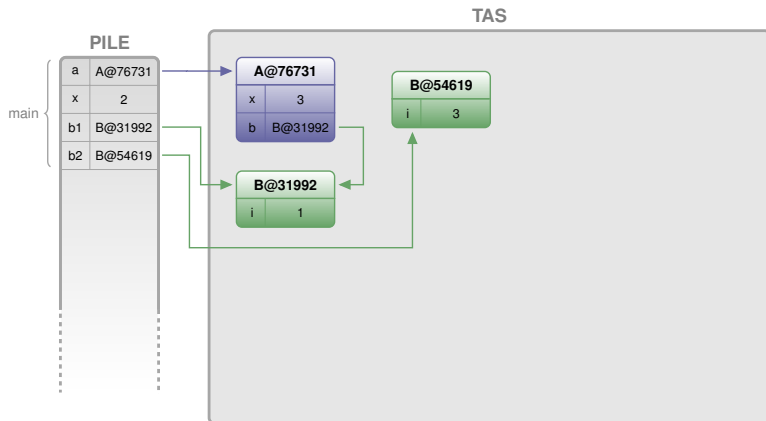 TAS
PILE
main
a A@76731
x 2
b1 B@31992
b2 B@54619
A@76731
x 3
b B@31992
B@54619
i 3
B@31992
i 1